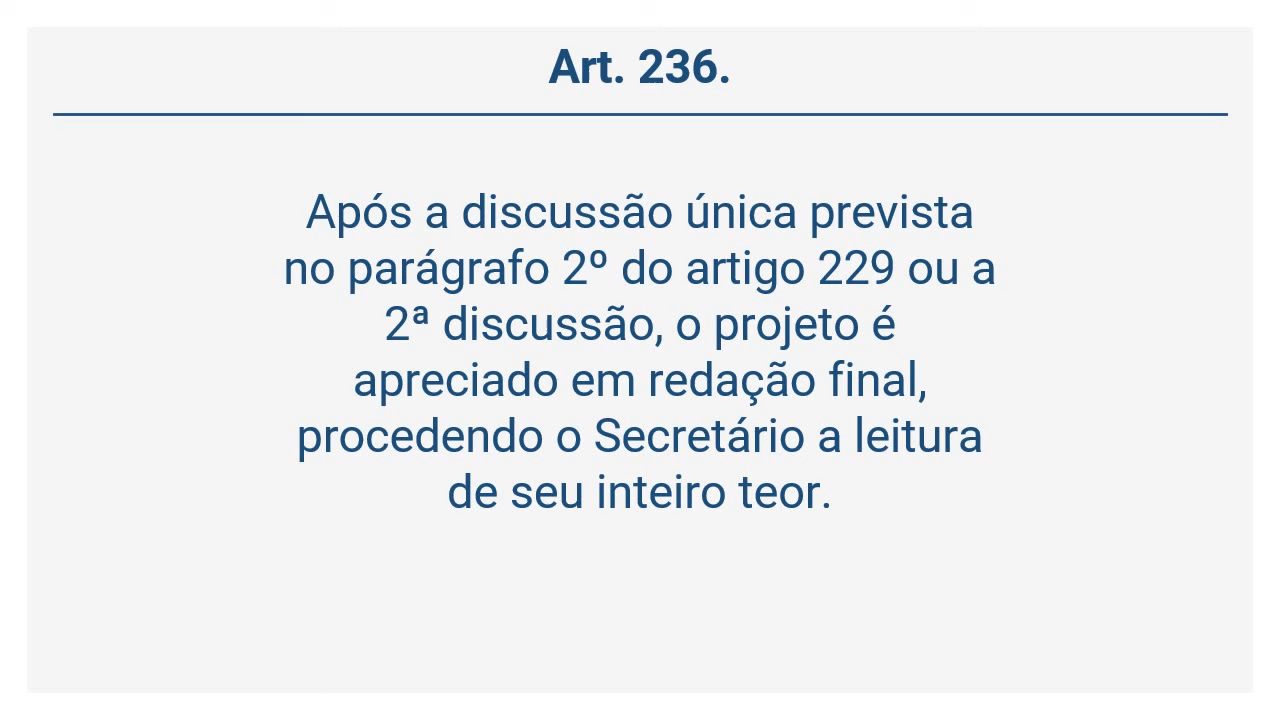 Art. 236.
Após a discussão única prevista
no parágrafo 2º do artigo 229 ou a
2ª discussão, o projeto é
apreciado em redação final,
procedendo o Secretário a leitura
de seu inteiro teor.